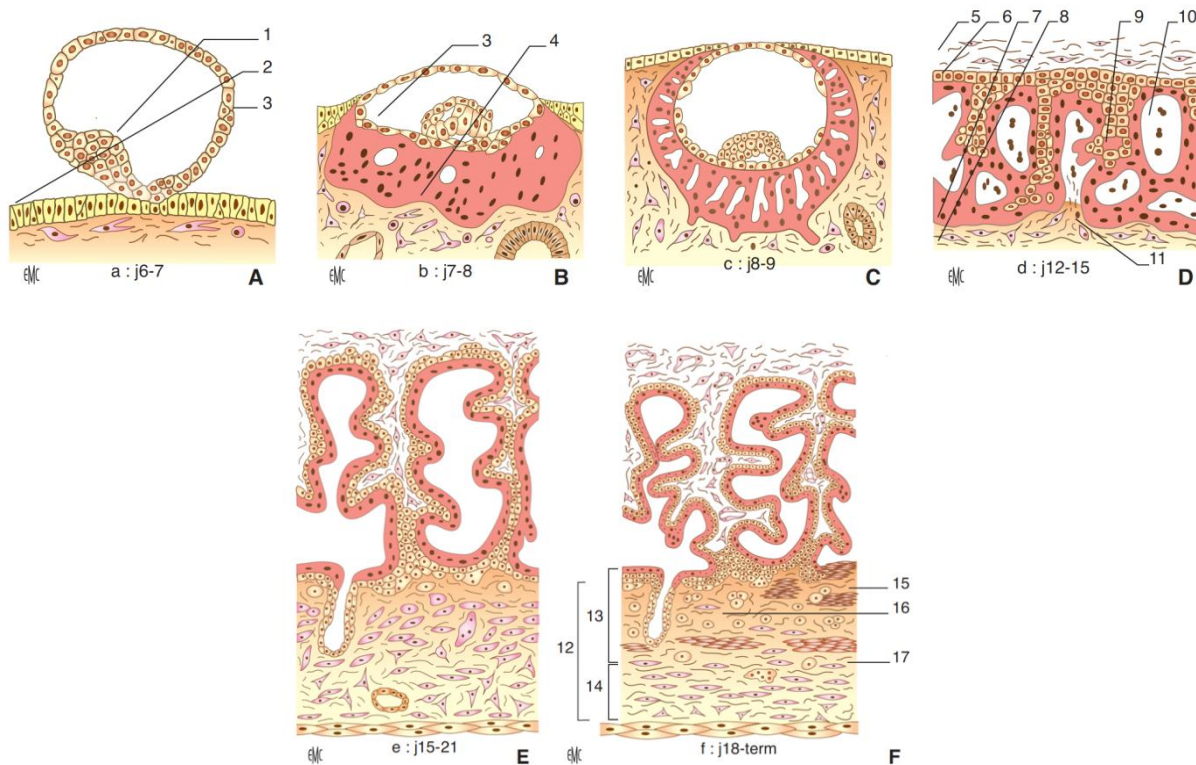 1
2
3
a : j6-7
A
EMC
3
4
b : j7-8
B
EMC
c : j8-9
C
EMC
5
6
7
8
9
10
11
d : j12-15
D
EMC
12
e : j15-21
E
EMC
13
14
15
16
17
f : j18-term
F
EMC